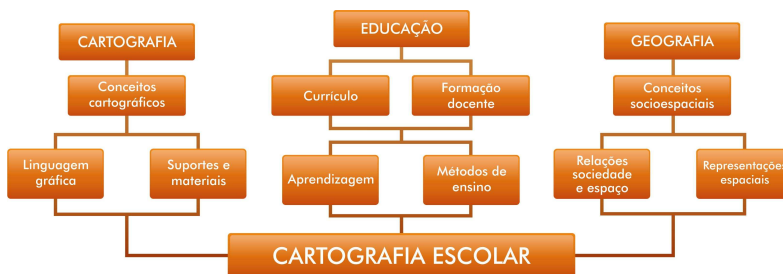 CARTOGRAFIA
Conceitos
cartográficos
Linguagem
gráfica
Suportes e
materiais
EDUCAÇÃO
Currículo
Formação
docente
Aprendizagem
Métodos de
ensino
GEOGRAFIA
Conceitos
socioespaciais
Relações
sociedade
e espaço
Representações
espaciais
CARTOGRAFIA ESCOLAR